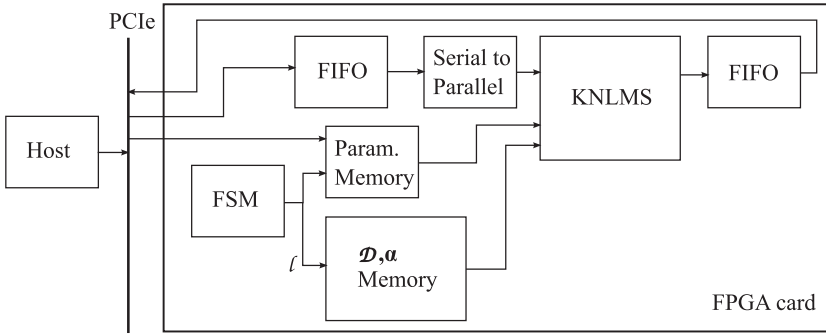 PCIe
FIFO
Serial to
Parallel
KNLMS
FIFO
Host
Param.
Memory
FSM
l
𝓓,α
Memory
FPGA card